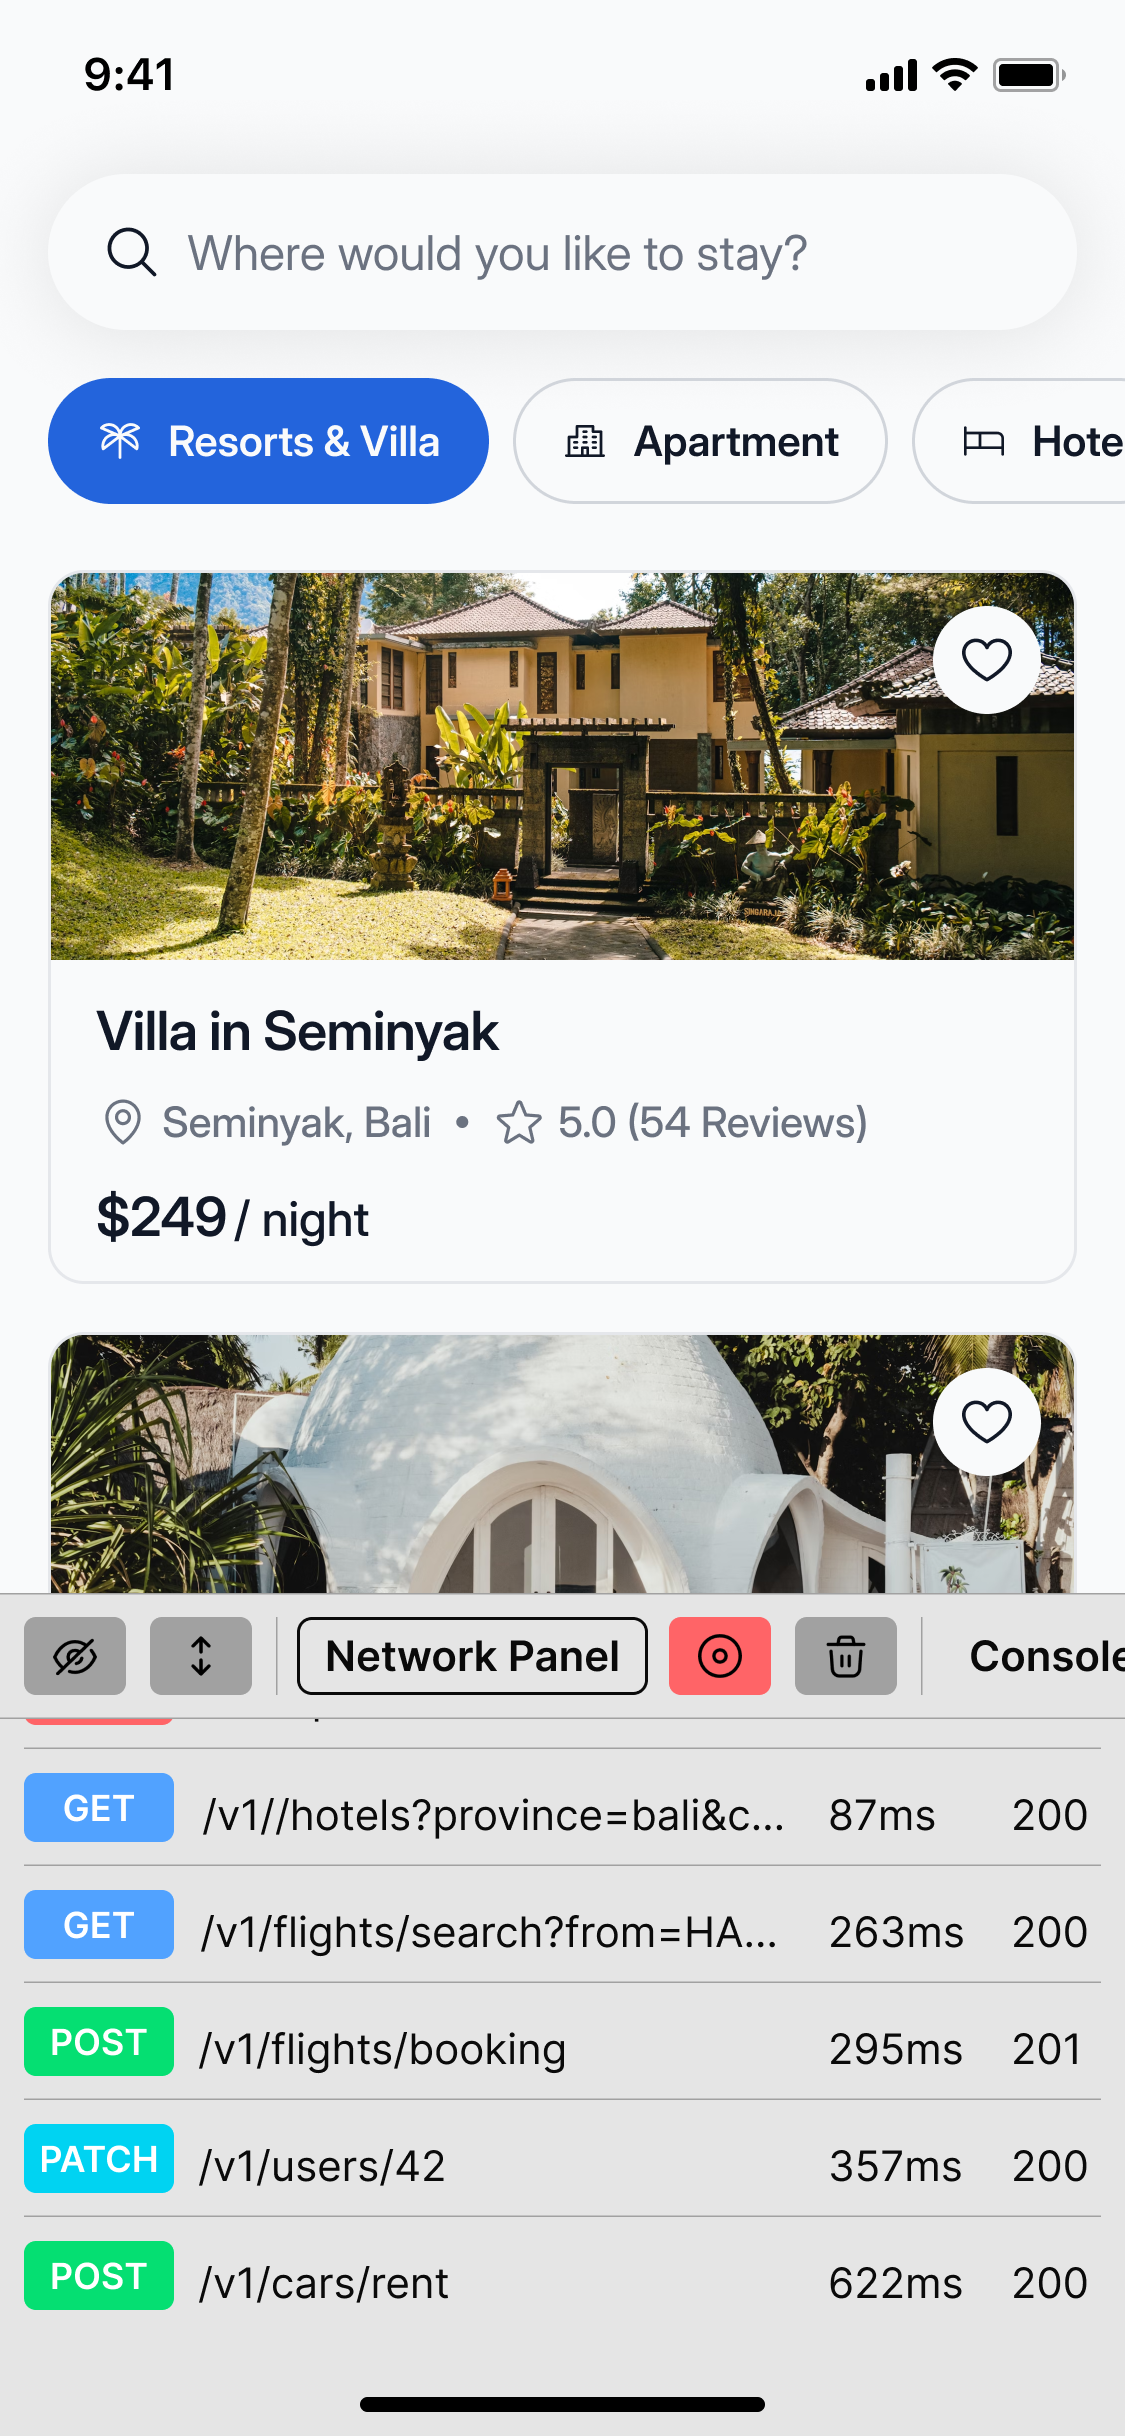 9:41
Where would you like to stay?
Resorts & Villa
Apartment
Hote
SINGARAJA
Villa in Seminyak
Seminyak, Bali • 5.0 (54 Reviews)
$249 / night
Network Panel
Console
GET /v1//hotels?province=bali&c... 87ms 200
GET /v1/flights/search?from=HA... 263ms 200
POST /v1/flights/booking 295ms 201
PATCH /v1/users/42 357ms 200
POST /v1/cars/rent 622ms 200